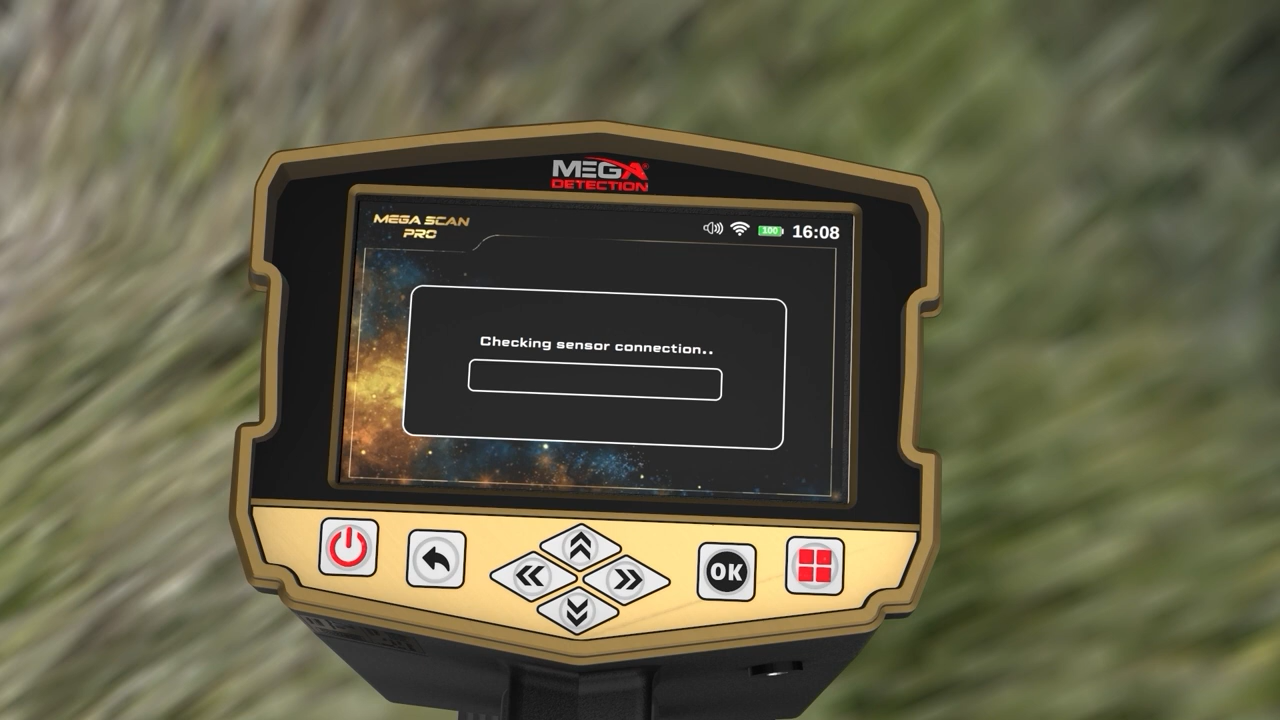 MEGA®
DETECTION
MEGA SCAN
PRO
100
16:08
Checking sensor connection..
OK